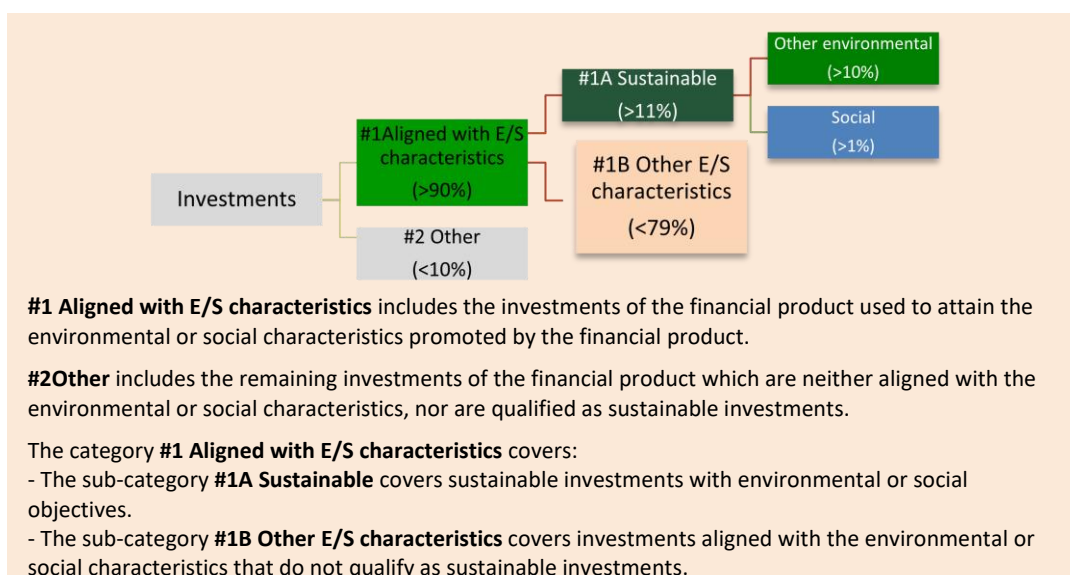 Other environmental
(>10%)
#1A Sustainable
(>11%)
Social
(>1%)
#1Aligned with E/S
characteristics
(>90%)
#1B Other E/S
characteristics
(<79%)
Investments
#2 Other
(<10%)
#1 Aligned with E/S characteristics includes the investments of the financial product used to attain the
environmental or social characteristics promoted by the financial product.
#2Other includes the remaining investments of the financial product which are neither aligned with the
environmental or social characteristics, nor are qualified as sustainable investments.
The category #1 Aligned with E/S characteristics covers:
- The sub-category #1A Sustainable covers sustainable investments with environmental or social
objectives.
- The sub-category #1B Other E/S characteristics covers investments aligned with the environmental or
social characteristics that do not qualify as sustainable investments.